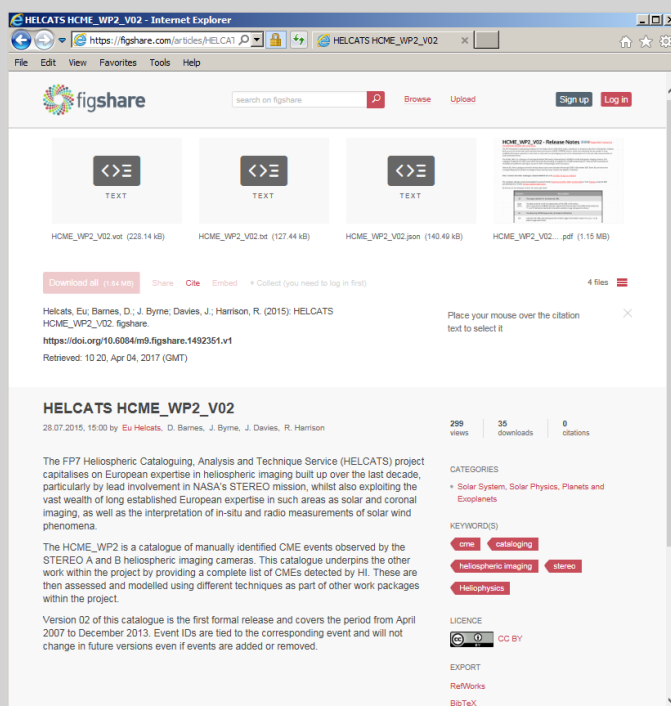 HELCATS HCME_WP2_V02 - Internet Explorer
https://figshare.com/articles/HELCAT
HELCATS HCME_WP2_V02
File Edit View Favorites Tools Help
figshare
search on figshare
Browse
Upload
Sign up
Log in
TEXT
TEXT
TEXT
HCME_WP2_V02 - Release Notes
HCME_WP2_V02.vot (228.14 kB)
HCME_WP2_V02.txt (127.44 kB)
HCME_WP2_V02.json (140.49 kB)
HCME_WP2_V02... .pdf (1.15 MB)
Download all (1.64 MB)
Share
Cite
Embed
+ Collect (you need to log in first)
4 files
Helcats, Eu; Barnes, D.; J. Byrne; Davies, J.; Harrison, R. (2015): HELCATS
HCME_WP2_V02. figshare.
https://doi.org/10.6084/m9.figshare.1492351.v1
Retrieved: 10 20, Apr 04, 2017 (GMT)
Place your mouse over the citation
text to select it
HELCATS HCME_WP2_V02
28.07.2015, 15:00 by Eu Helcats, D. Barnes, J. Byrne, J. Davies, R. Harrison
The FP7 Heliospheric Cataloguing, Analysis and Technique Service (HELCATS) project
capitalises on European expertise in heliospheric imaging built up over the last decade,
particularly by lead involvement in NASA's STEREO mission, whilst also exploiting the
vast wealth of long established European expertise in such areas as solar and coronal
imaging, as well as the interpretation of in-situ and radio measurements of solar wind
phenomena.
The HCME_WP2 is a catalogue of manually identified CME events observed by the
STEREO A and B heliospheric imaging cameras. This catalogue underpins the other
work within the project by providing a complete list of CMEs detected by HI. These are
then assessed and modelled using different techniques as part of other work packages
within the project.
Version 02 of this catalogue is the first formal release and covers the period from April
2007 to December 2013. Event IDs are tied to the corresponding event and will not
change in future versions even if events are added or removed.
299 35 0
views downloads citations
CATEGORIES
Solar System, Solar Physics, Planets and
Exoplanets
KEYWORD(S)
cme
cataloging
heliospheric imaging
stereo
Heliophysics
LICENCE
CC BY
EXPORT
RefWorks
BibTeX